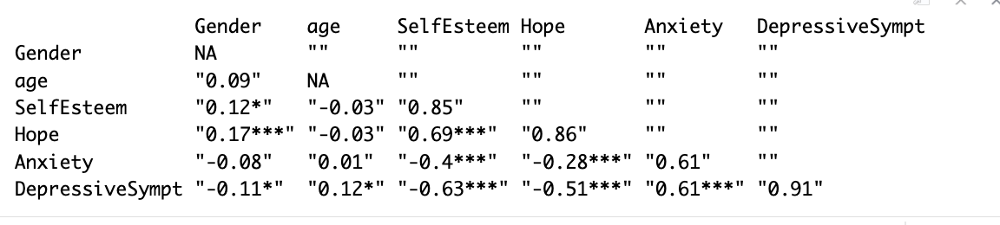 Gender age SelfEsteem Hope Anxiety DepressiveSympt
Gender NA "" "" "" "" ""
age "0.09" NA "" "" "" ""
SelfEsteem "0.12*" "-0.03" "0.85" "" "" ""
Hope "0.17***" "-0.03" "0.69***" "0.86" "" ""
Anxiety "-0.08" "0.01" "-0.4***" "-0.28***" "0.61" ""
DepressiveSympt "-0.11*" "0.12*" "-0.63***" "-0.51***" "0.61***" "0.91"